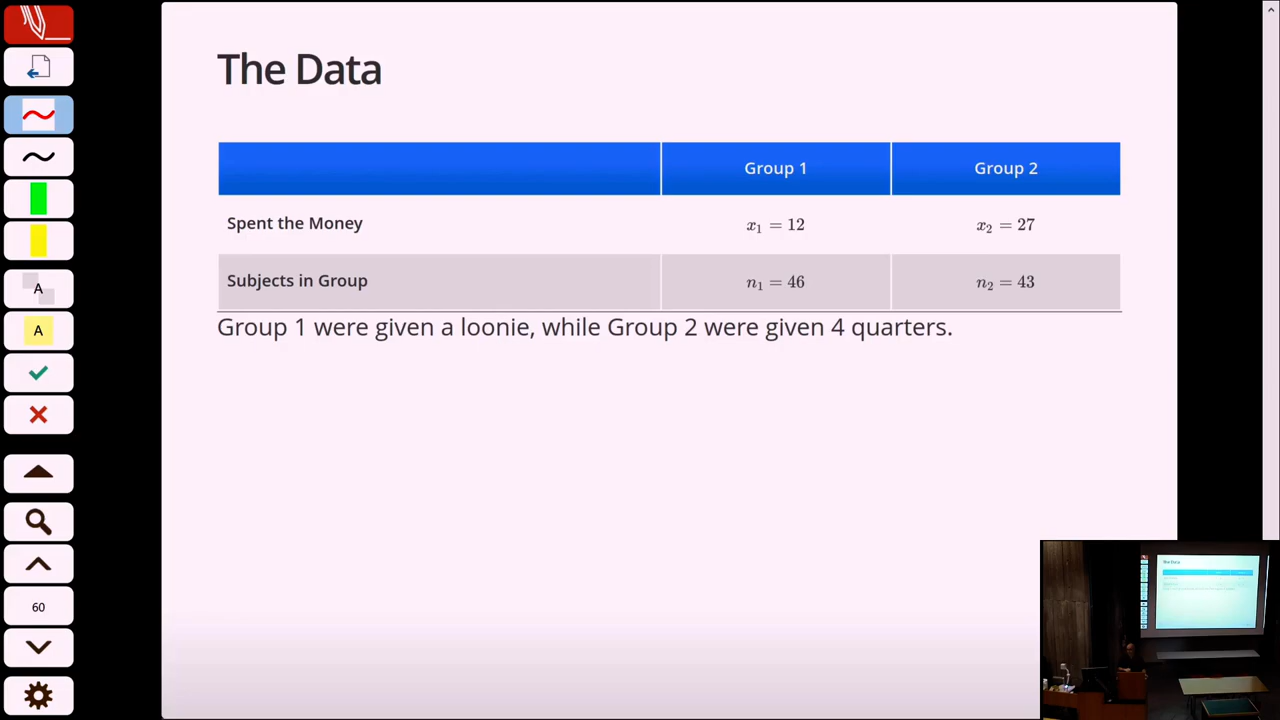 The Data
Group 1 Group 2
Spent the Money x₁ = 12 x₂ = 27
Subjects in Group n₁ = 46 n₂ = 43
Group 1 were given a loonie, while Group 2 were given 4 quarters.
A
A
60